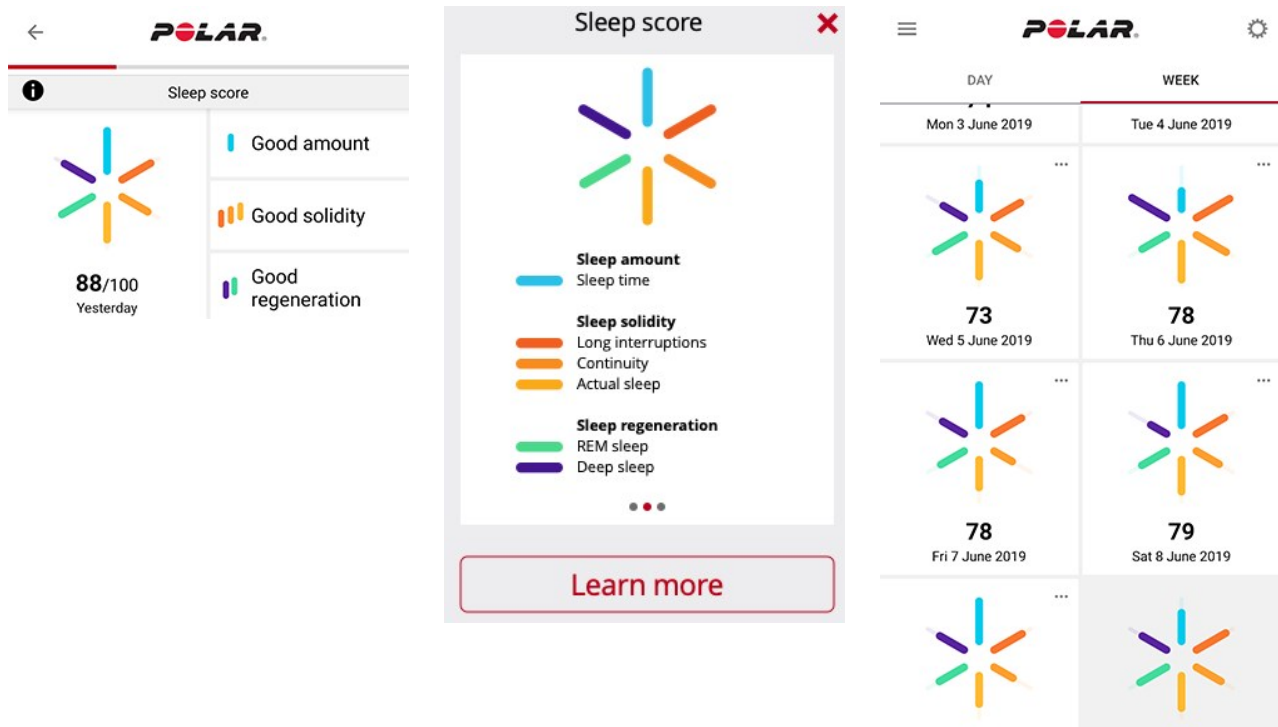 POLAR.
Sleep score
Good amount
Good solidity
Good
regeneration
88/100
Yesterday
Sleep score
Sleep amount
Sleep time
Sleep solidity
Long interruptions
Continuity
Actual sleep
Sleep regeneration
REM sleep
Deep sleep
Learn more
POLAR.
DAY
WEEK
Mon 3 June 2019
Tue 4 June 2019
73
Wed 5 June 2019
78
Thu 6 June 2019
78
Fri 7 June 2019
79
Sat 8 June 2019